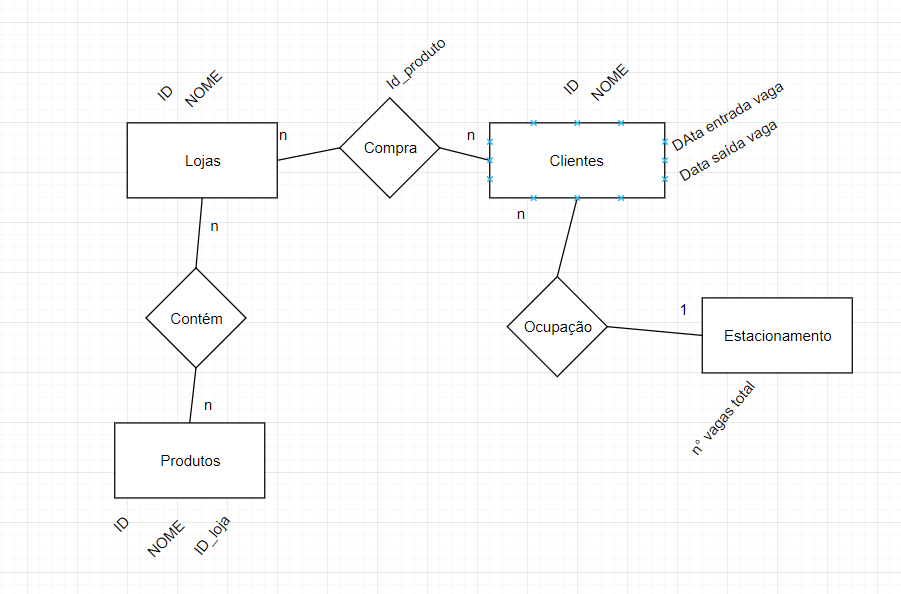 Id_produto
ID
NOME
ID
NOME
DAta entrada vaga
Data saída vaga
n
n
Lojas
Compra
Clientes
n
n
Contém
Ocupação
1
Estacionamento
n
n° vagas total
Produtos
ID
NOME
ID_loja